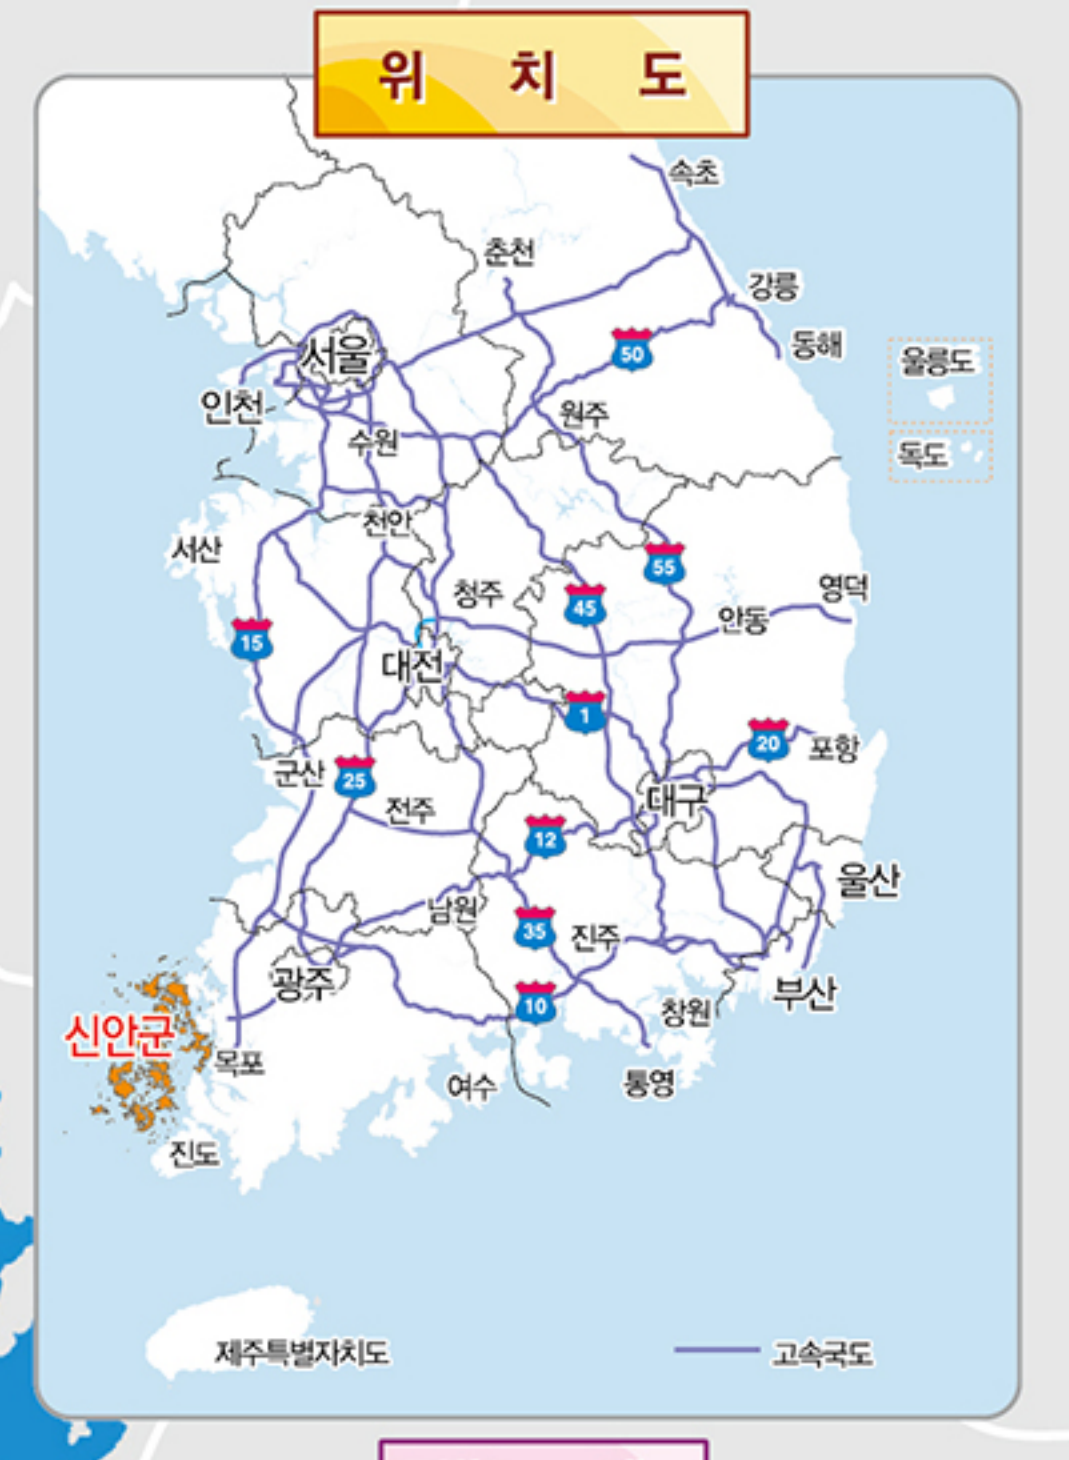 위 치 도
속초
춘천
강릉
동해
50
서울
울릉도
인천
원주
수원
독도
천안
서산
55
영덕
청주
45
안동
15
대전
1
20
포항
군산
25
대구
전주
12
울산
남원
35
진주
광주
부산
10
창원
신안군
목포
여수
통영
진도
제주특별자치도
고속국도